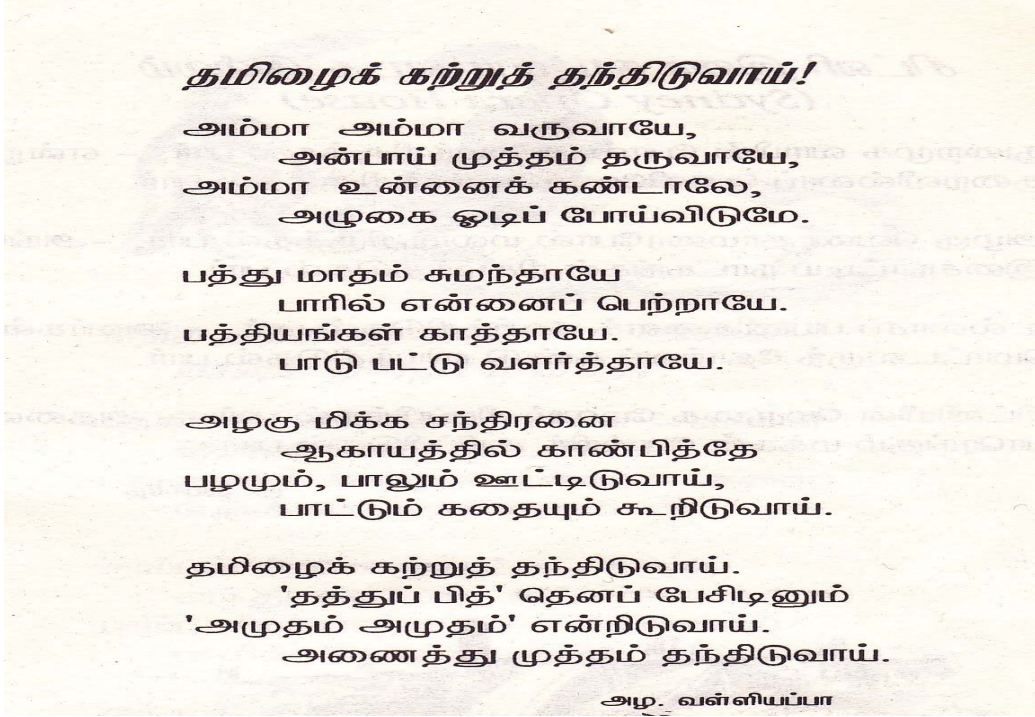 தமிழைக் கற்றுத் தந்திடுவாய்!
அம்மா அம்மா வருவாயே,
அன்பாய் முத்தம் தருவாயே,
அம்மா உன்னைக் கண்டாலே,
அழுகை ஓடிப் போய்விடுமே.
பத்து மாதம் சுமந்தாயே
பாரில் என்னைப் பெற்றாயே.
பத்தியங்கள் காத்தாயே.
பாடு பட்டு வளர்த்தாயே.
அழகு மிக்க சந்திரனை
ஆகாயத்தில் காண்பித்தே
பழமும், பாலும் ஊட்டிடுவாய்,
பாட்டும் கதையும் கூறிடுவாய்.
தமிழைக் கற்றுத் தந்திடுவாய்.
'தத்துப் பித்' தெனப் பேசிடினும்
'அமுதம் அமுதம்' என்றிடுவாய்.
அணைத்து முத்தம் தந்திடுவாய்.
அழ. வள்ளியப்பா